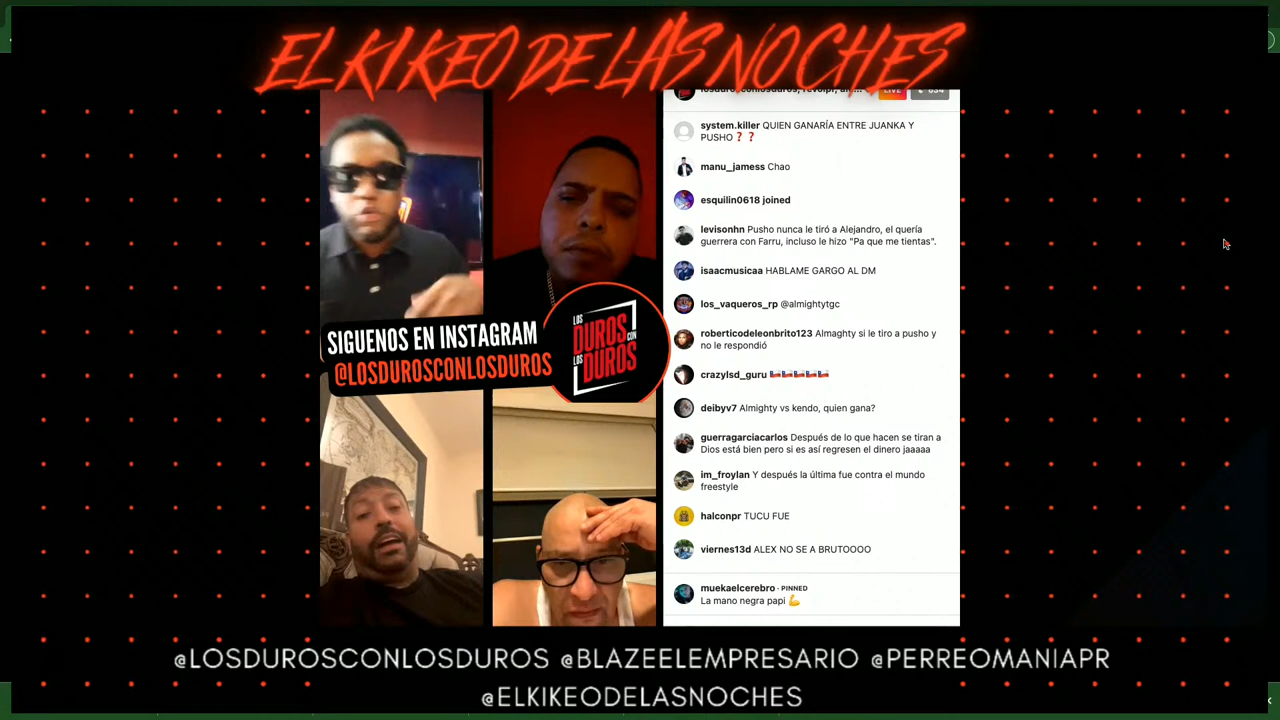 EL KIKEO DE LAS NOCHES
LIVE
634
system.killer QUIEN GANARÍA ENTRE JUANKA Y
PUSHO❓❓
manu_jamess Chao
esquilin0618 joined
levisonhn Pusho nunca le tiró a Alejandro, el quería
guerrera con Farru, incluso le hizo "Pa que me tientas".
isaacmusicaa HABLAME GARGO AL DM
los_vaqueros_rp @almightytgc
roberticodeleonbrito123 Almaghty si le tiro a pusho y
no le respondió
crazylsd_guru 🇨🇱🇨🇱🇨🇱🇨🇱🇨🇱
deibyv7 Almighty vs kendo, quien gana?
guerragarciacarlos Después de lo que hacen se tiran a
Dios está bien pero si es así regresen el dinero jaaaaa
im_froylan Y después la última fue contra el mundo
freestyle
halconpr TUCU FUE
viernes13d ALEX NO SE A BRUTOOOO
muekaelcerebro · PINNED
La mano negra papi 💪
SIGUENOS EN INSTAGRAM
@LOSDUROSCONLOSDUROS
LOS
DUROS
CON
LOS
DUROS
@LOSDUROSCONLOSDUROS @BLAZEELEMPRESARIO @PERREOMANIAPR
@ELKIKEODELASNOCHES